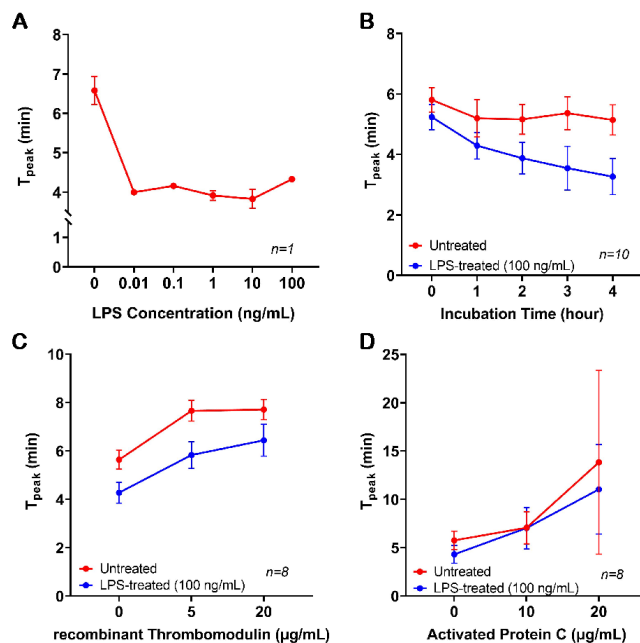 A
8
7
6
5
4
1
0
T_peak (min)
0 0.01 0.1 1 10 100
LPS Concentration (ng/mL)
n=1
B
8
6
4
2
0
T_peak (min)
Untreated
LPS-treated (100 ng/mL)
n=10
0 1 2 3 4
Incubation Time (hour)
C
10
8
6
4
2
0
T_peak (min)
Untreated
LPS-treated (100 ng/mL)
n=8
0 5 20
recombinant Thrombomodulin (µg/mL)
D
25
20
15
10
5
0
T_peak (min)
Untreated
LPS-treated (100 ng/mL)
n=8
0 10 20
Activated Protein C (µg/mL)